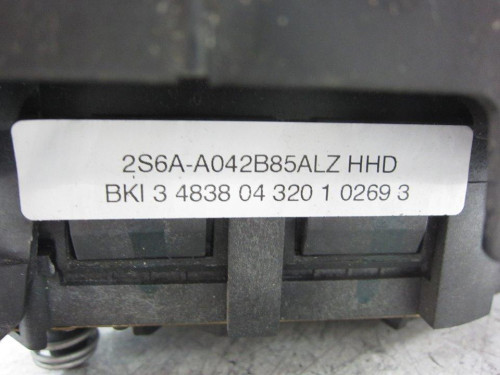 2S6A-A042B85ALZ HHD
BKI 3 4838 04 320 1 0269 3